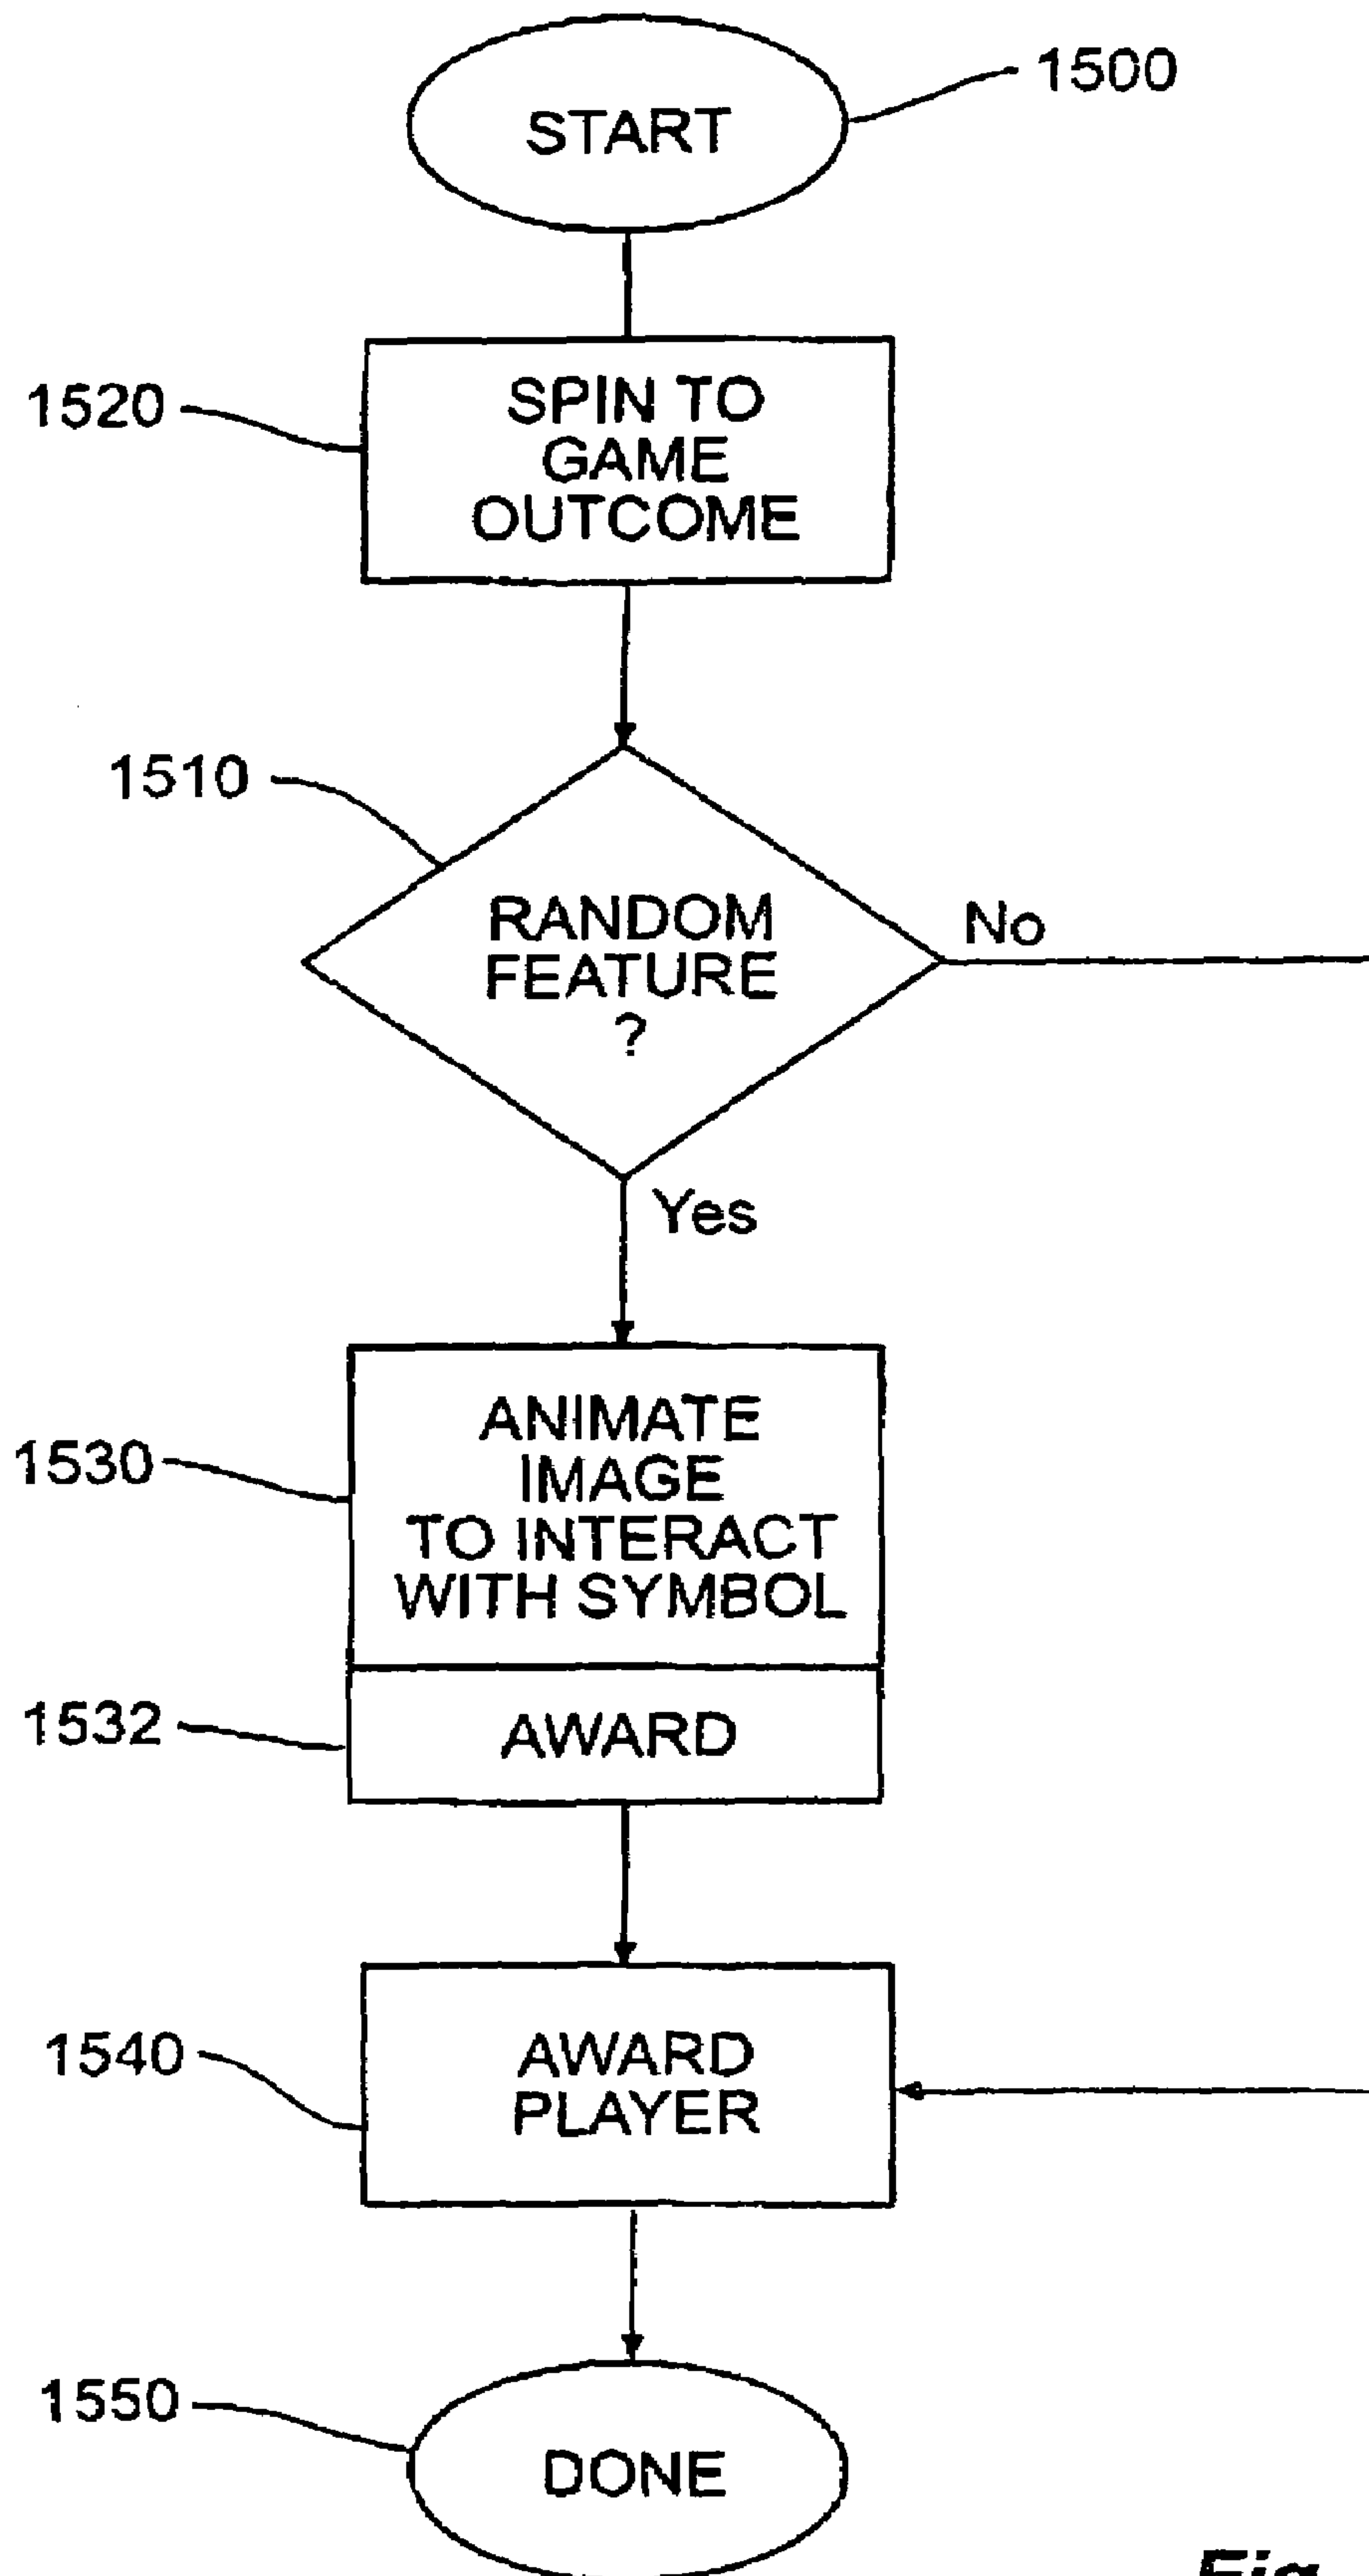 START
1500
1520
SPIN TO
GAME
OUTCOME
1510
RANDOM
FEATURE
?
No
Yes
1530
ANIMATE
IMAGE
TO INTERACT
WITH SYMBOL
1532
AWARD
1540
AWARD
PLAYER
1550
DONE
Fig